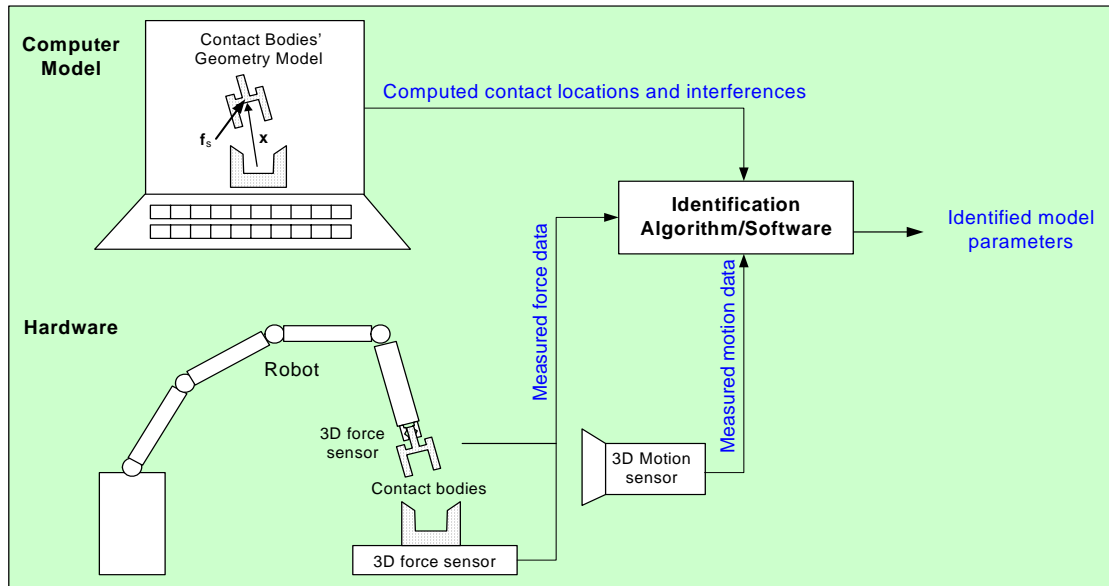 Computer
Model
Contact Bodies'
Geometry Model
fs
x
Computed contact locations and interferences
Identification
Algorithm/Software
Identified model
parameters
Measured force data
Measured motion data
Hardware
Robot
3D force
sensor
Contact bodies
3D Motion
sensor
3D force sensor